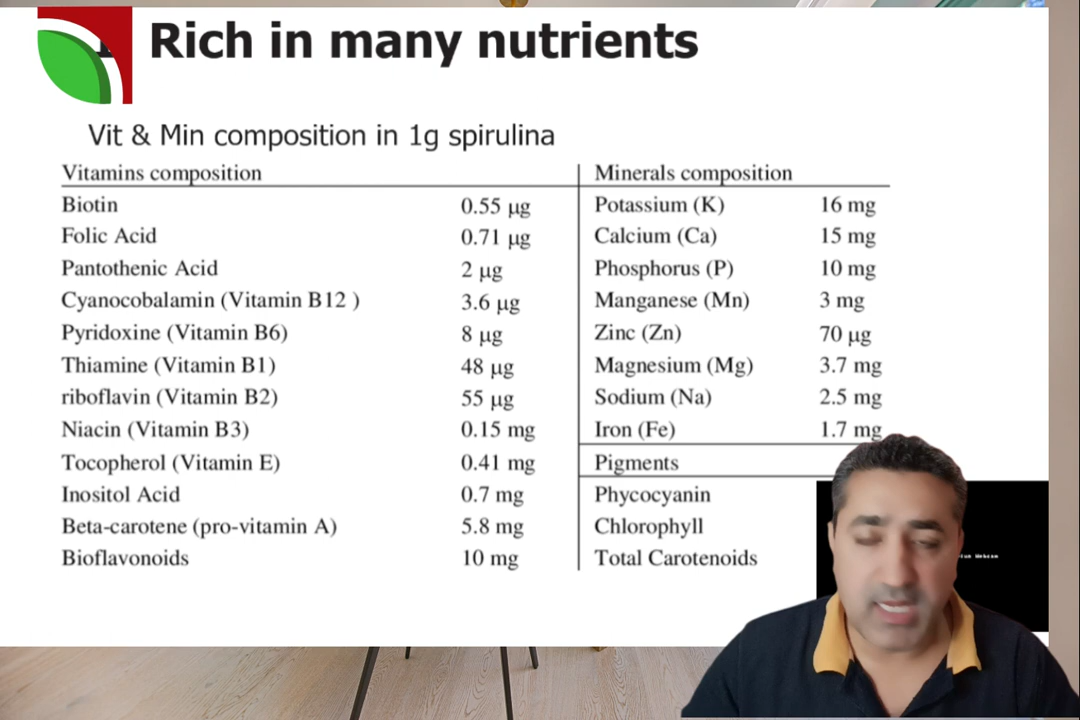 Rich in many nutrients
Vit & Min composition in 1g spirulina
Vitamins composition
Biotin 0.55 µg
Folic Acid 0.71 µg
Pantothenic Acid 2 µg
Cyanocobalamin (Vitamin B12 ) 3.6 µg
Pyridoxine (Vitamin B6) 8 µg
Thiamine (Vitamin B1) 48 µg
riboflavin (Vitamin B2) 55 µg
Niacin (Vitamin B3) 0.15 mg
Tocopherol (Vitamin E) 0.41 mg
Inositol Acid 0.7 mg
Beta-carotene (pro-vitamin A) 5.8 mg
Bioflavonoids 10 mg
Minerals composition
Potassium (K) 16 mg
Calcium (Ca) 15 mg
Phosphorus (P) 10 mg
Manganese (Mn) 3 mg
Zinc (Zn) 70 µg
Magnesium (Mg) 3.7 mg
Sodium (Na) 2.5 mg
Iron (Fe) 1.7 mg
Pigments
Phycocyanin
Chlorophyll
Total Carotenoids